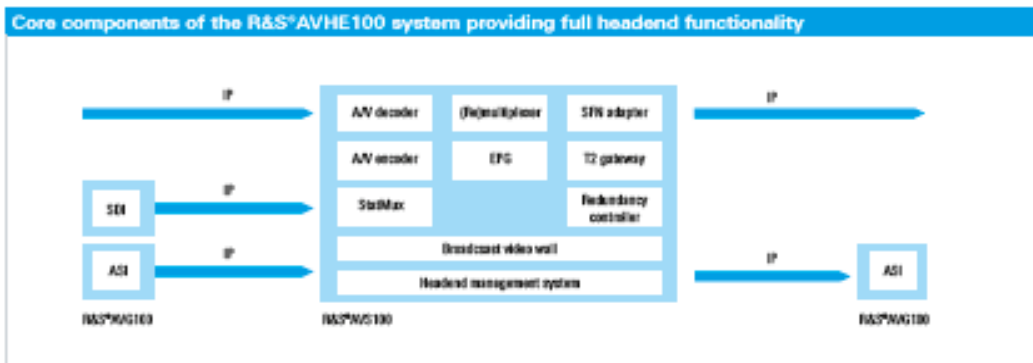 Core components of the R&S®AVHE100 system providing full headend functionality
IP
IP
A/V decoder
(Re)multiplexer
SFN adapter
A/V encoder
EPG
T2 gateway
IP
SDI
StatMux
Redundancy
controller
Broadcast video wall
IP
IP
ASI
Headend management system
ASI
R&S®AVG100
R&S®AVS100
R&S®AVG100